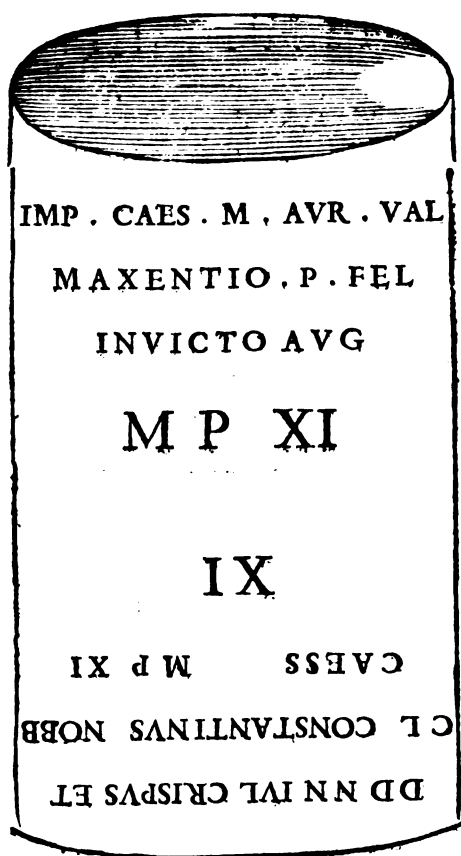 IMP . CAES . M . AVR . VAL
MAXENTIO . P . FEL
INVICTO AVG
M P XI
DD NN IVL CRISPVS ET
CL CONSTANTINVS NOBB
CAESS M P XI
XI